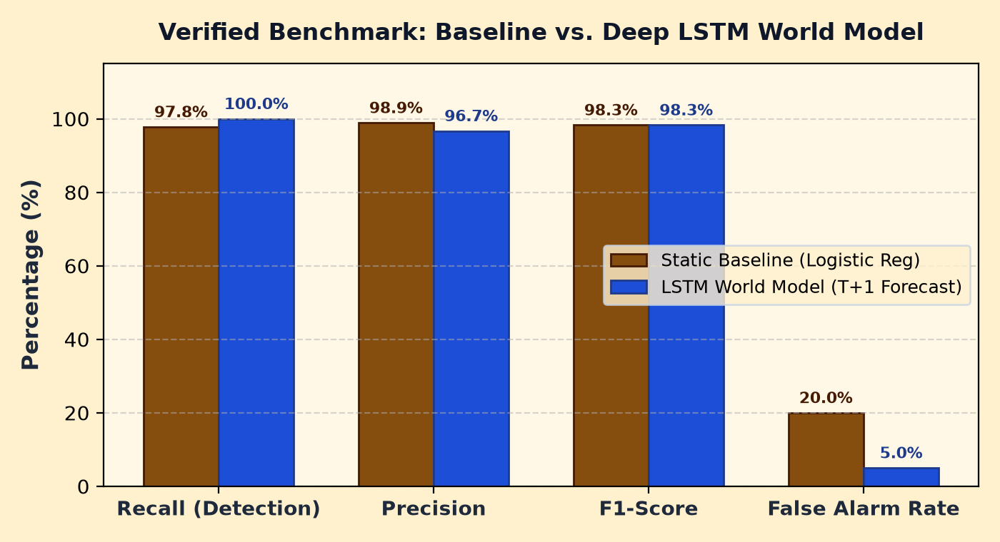 Verified Benchmark: Baseline vs. Deep LSTM World Model
Percentage (%)
100
80
60
40
20
0
97.8%
100.0%
98.9%
96.7%
98.3%
98.3%
20.0%
5.0%
Static Baseline (Logistic Reg)
LSTM World Model (T+1 Forecast)
Recall (Detection)
Precision
F1-Score
False Alarm Rate